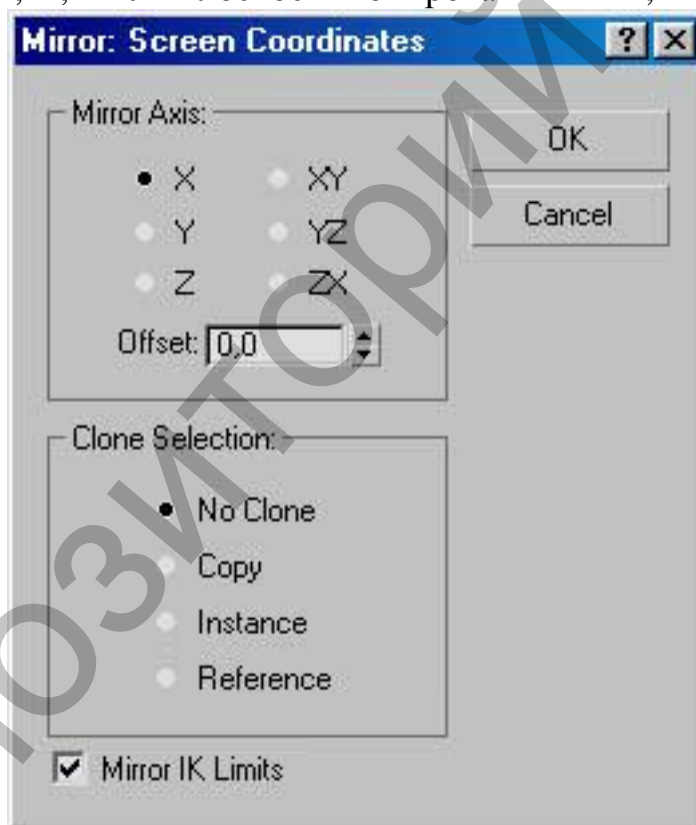 Mirror: Screen Coordinates
Mirror Axis:
X
XY
Y
YZ
Z
ZX
Offset: 0,0
OK
Cancel
Clone Selection:
No Clone
Copy
Instance
Reference
Mirror IK Limits